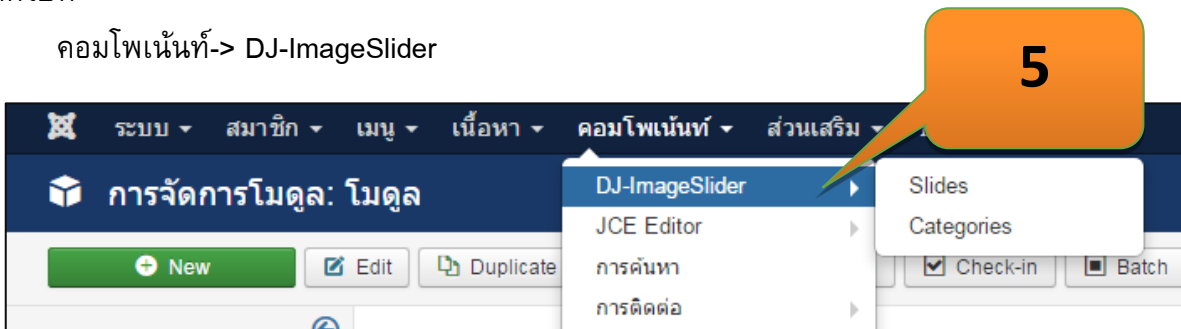 คอมโพเน้นท์-> DJ-ImageSlider
5
ระบบ สมาชิก เมนู เนื้อหา คอมโพเน้นท์ ส่วนเสริม
การจัดการโมดูล: โมดูล
DJ-ImageSlider
Slides
JCE Editor
Categories
New Edit Duplicate
การค้นหา
Check-in Batch
การติดต่อ